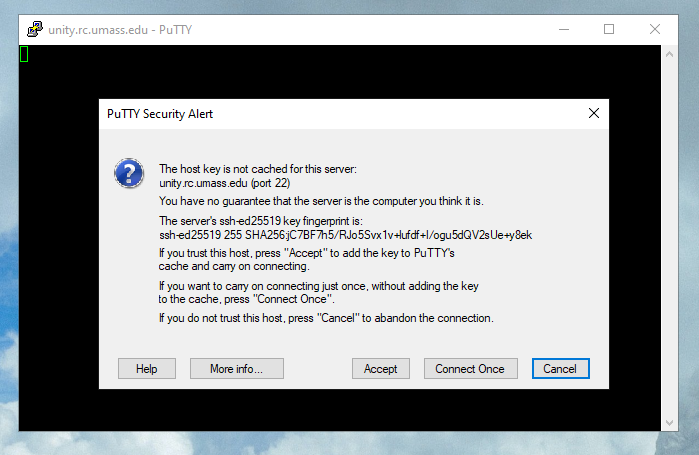 unity.rc.umass.edu - PuTTY
PuTTY Security Alert
The host key is not cached for this server:
unity.rc.umass.edu (port 22)
You have no guarantee that the server is the computer you think it is.
The server's ssh-ed25519 key fingerprint is:
ssh-ed25519 255 SHA256:jC7BF7h5/RJo5Svx1v+lufdf+I/ogu5dQV2sUe+y8ek
If you trust this host, press "Accept" to add the key to PuTTY's
cache and carry on connecting.
If you want to carry on connecting just once, without adding the key
to the cache, press "Connect Once".
If you do not trust this host, press "Cancel" to abandon the connection.
Help More info... Accept Connect Once Cancel